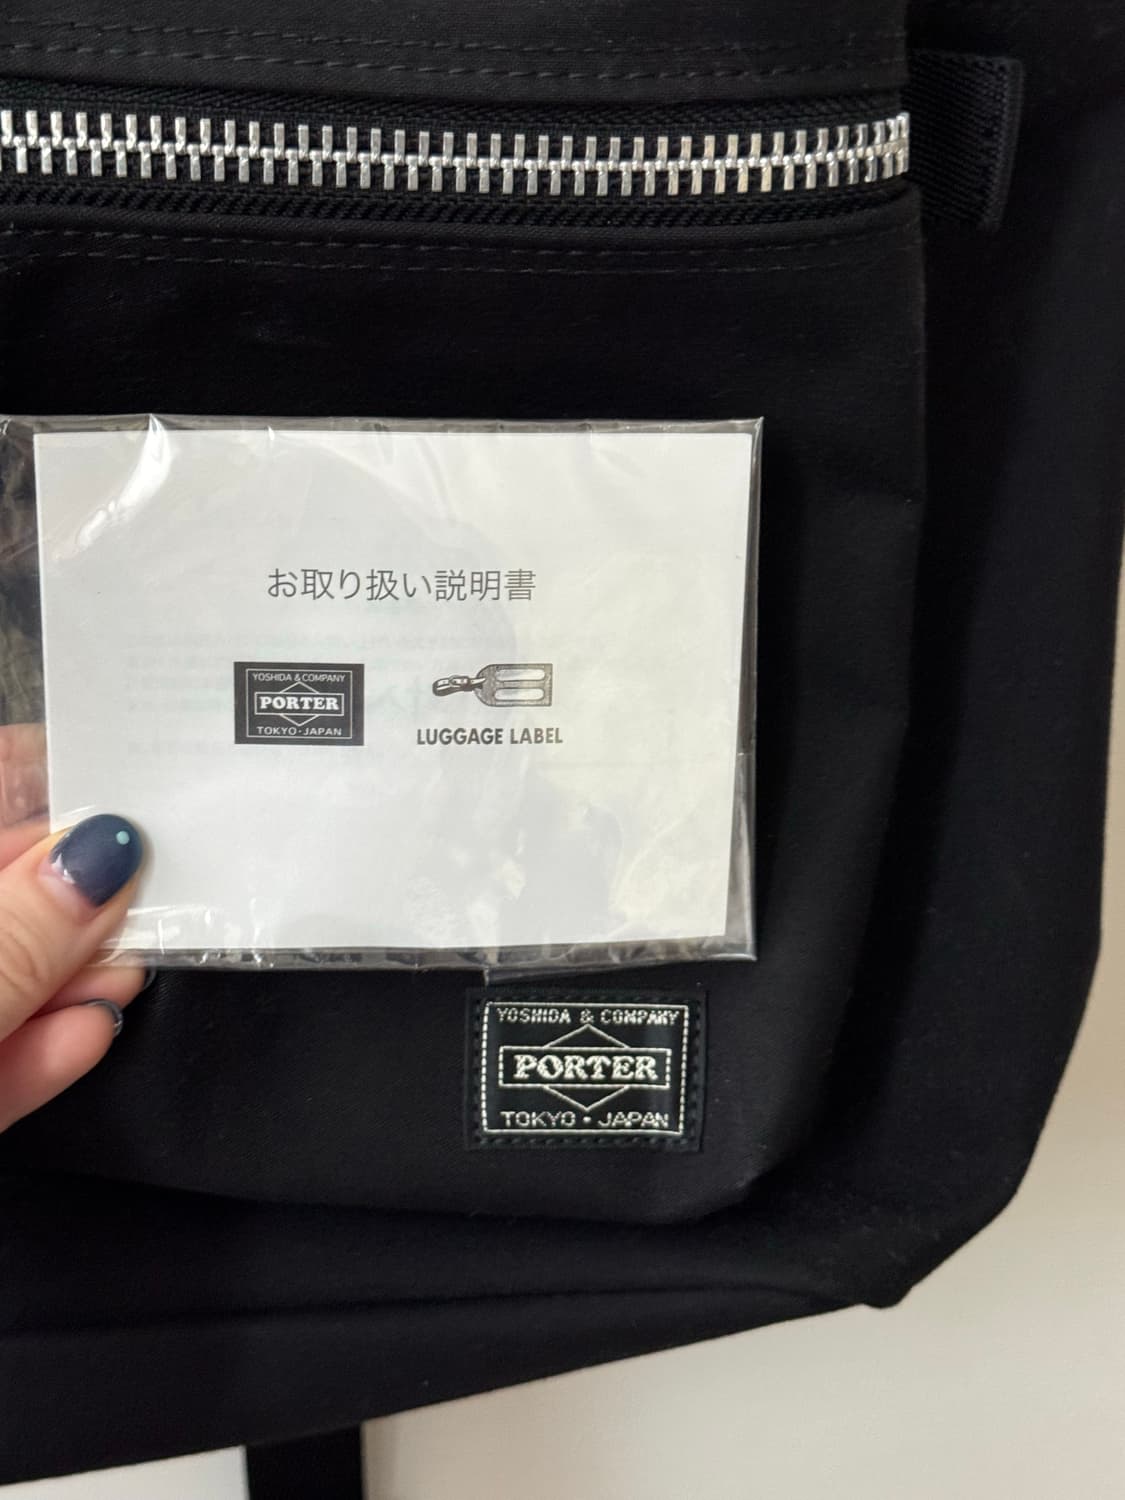 お取り扱い説明書
YOSHIDA & COMPANY
PORTER
TOKYO・JAPAN
LUGGAGE LABEL
YOSHIDA & COMPANY
PORTER
TOKYO・JAPAN